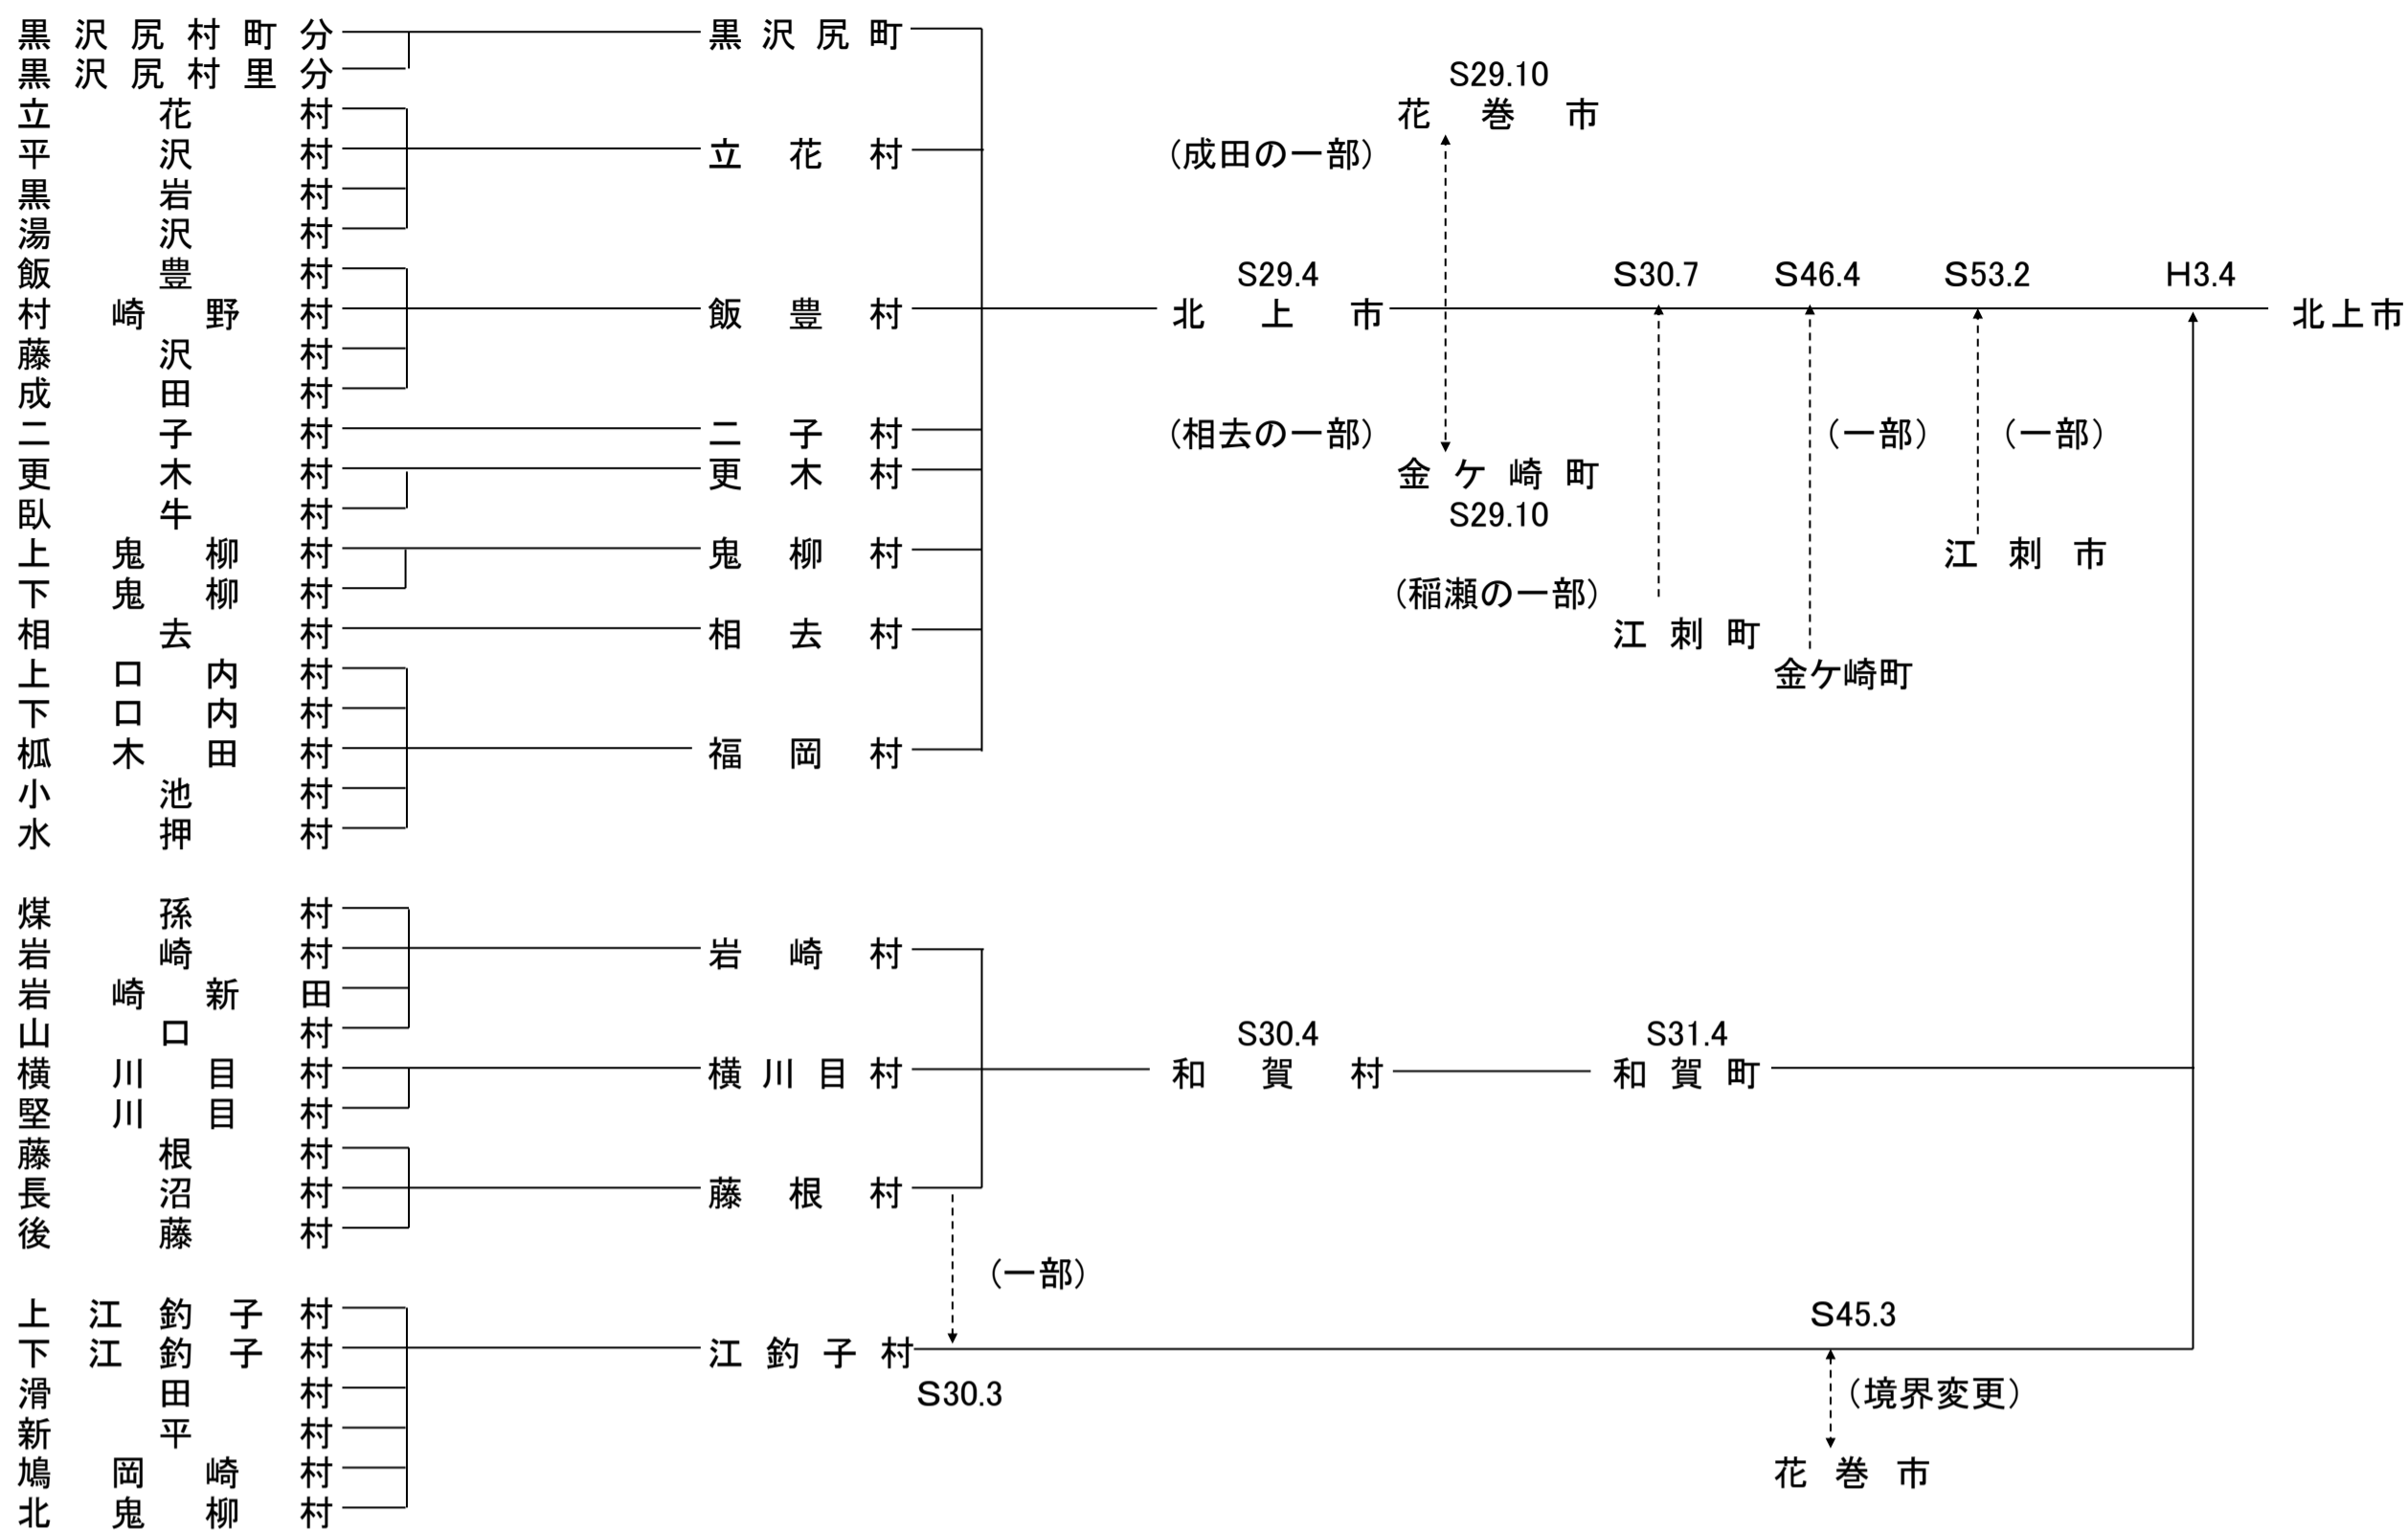 黒沢尻村町分 黒沢尻町
黒沢尻村里分 S29.10
立花村 花巻市
平沢村 立花村 (成田の一部)
黒岩村
湯沢村
飯豊村 S29.4 S30.7 S46.4 S53.2 H3.4
村崎野村 飯豊村 北上市 北上市
藤沢村
成田村
二子村 二子村 (相去の一部) (一部) (一部)
更木村 更木村 金ケ崎町
臥牛村 S29.10
上鬼柳村 鬼柳村 江刺市
下鬼柳村 (稲瀬の一部)
相去村 相去村 江刺町
上口内村 金ケ崎町
下口内村
柧木田村 福岡村
小池村
水押村
煤孫村
岩崎村 岩崎村
岩崎新田
山口村 S30.4 S31.4
横川目村 横川目村 和賀村 和賀町
堅川目村
藤根村
長沼村 藤根村
後藤村
(一部)
上江釣子村 S45.3
下江釣子村 江釣子村
滑田村 S30.3 (境界変更)
新平村
鳩岡崎村 花巻市
北鬼柳村